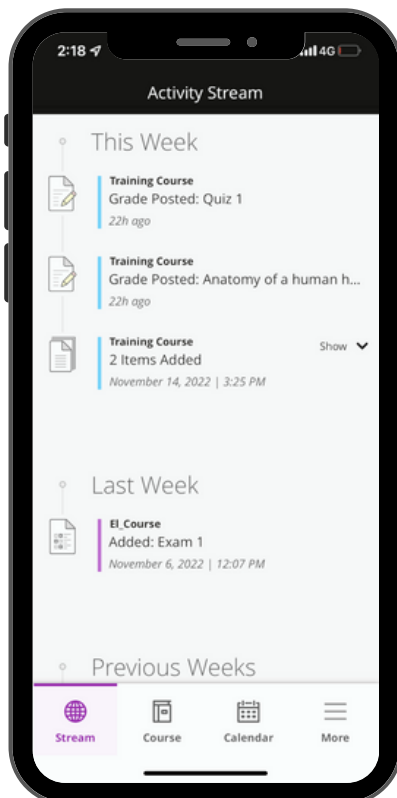 2:18
4G
Activity Stream
This Week
Training Course
Grade Posted: Quiz 1
22h ago
Training Course
Grade Posted: Anatomy of a human h...
22h ago
Training Course
Show
2 Items Added
November 14, 2022 | 3:25 PM
Last Week
El_Course
Added: Exam 1
November 6, 2022 | 12:07 PM
Previous Weeks
Stream
Course
Calendar
More